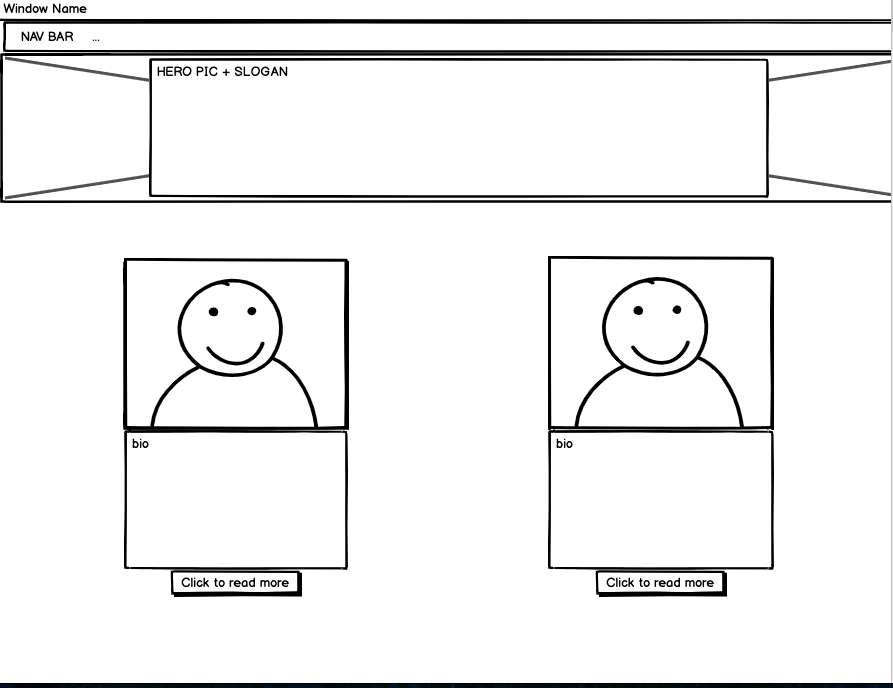 Window Name
NAV BAR ...
HERO PIC + SLOGAN
bio
bio
Click to read more
Click to read more